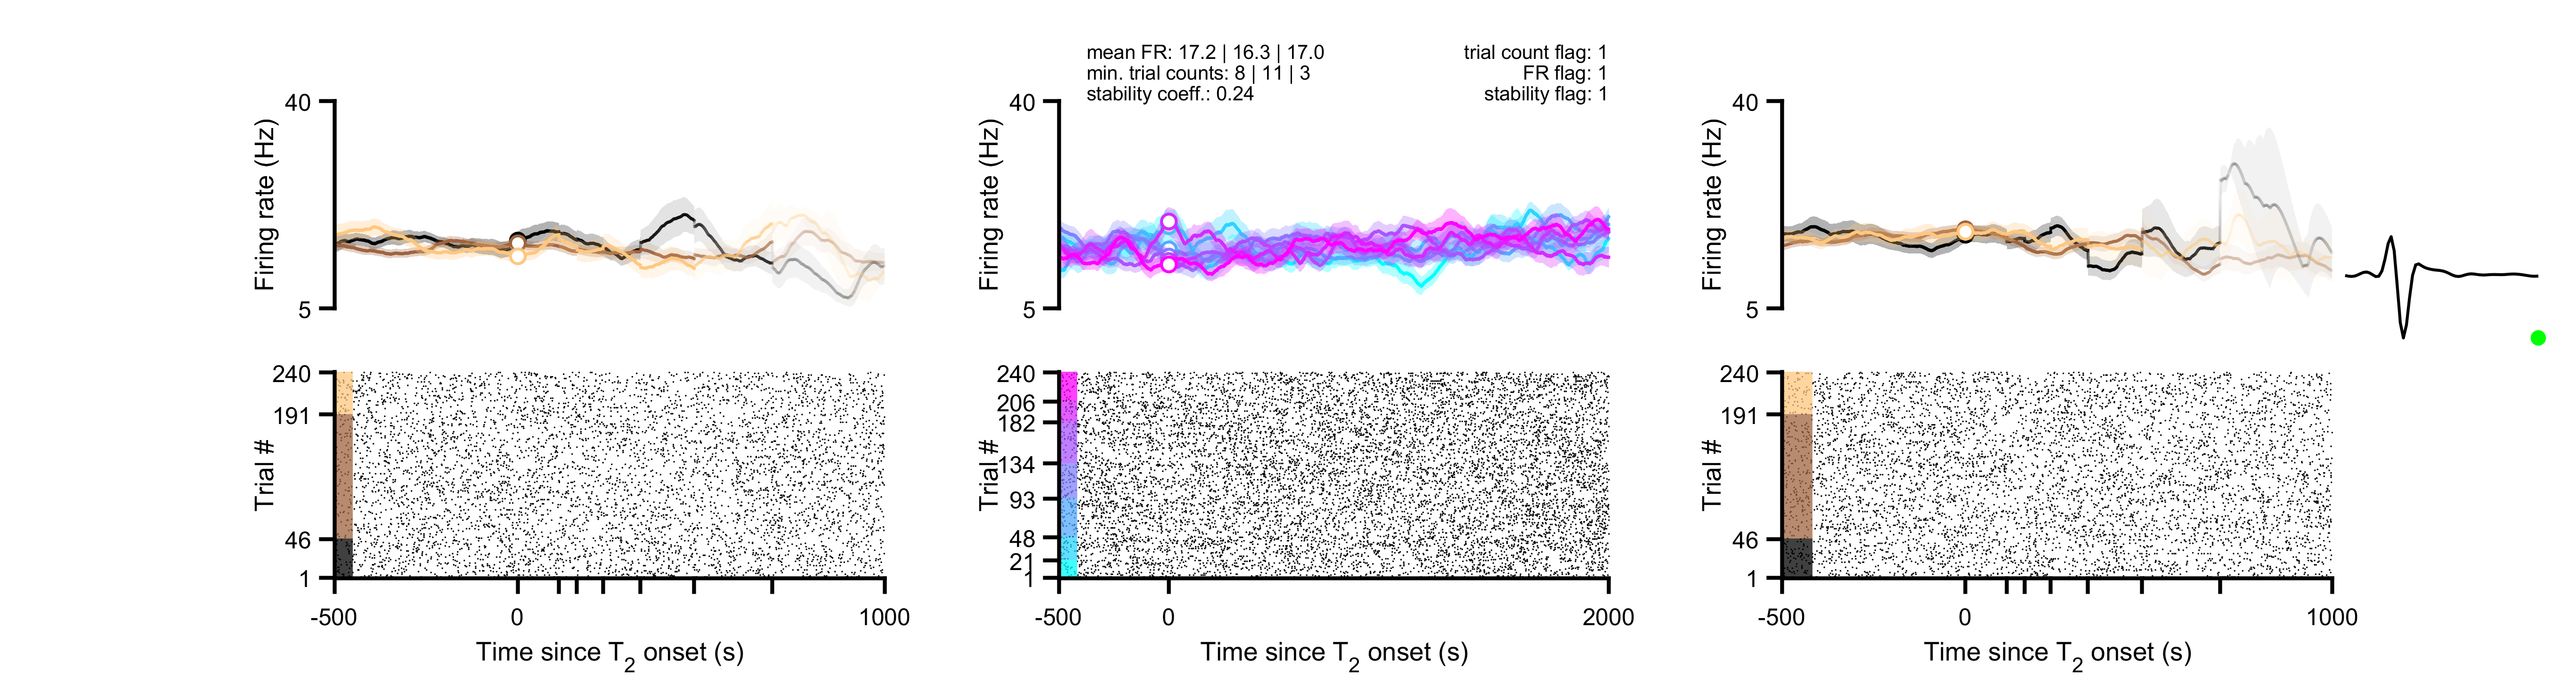 mean FR: 17.2 | 16.3 | 17.0
min. trial counts: 8 | 11 | 3
stability coeff.: 0.24
trial count flag: 1
FR flag: 1
stability flag: 1
40
Firing rate (Hz)
5
240
191
Trial #
46
1
-500
0
1000
Time since T2 onset (s)
40
Firing rate (Hz)
5
240
206
182
Trial #
134
93
48
21
1
-500
0
2000
Time since T2 onset (s)
40
Firing rate (Hz)
5
240
191
Trial #
46
1
-500
0
1000
Time since T2 onset (s)